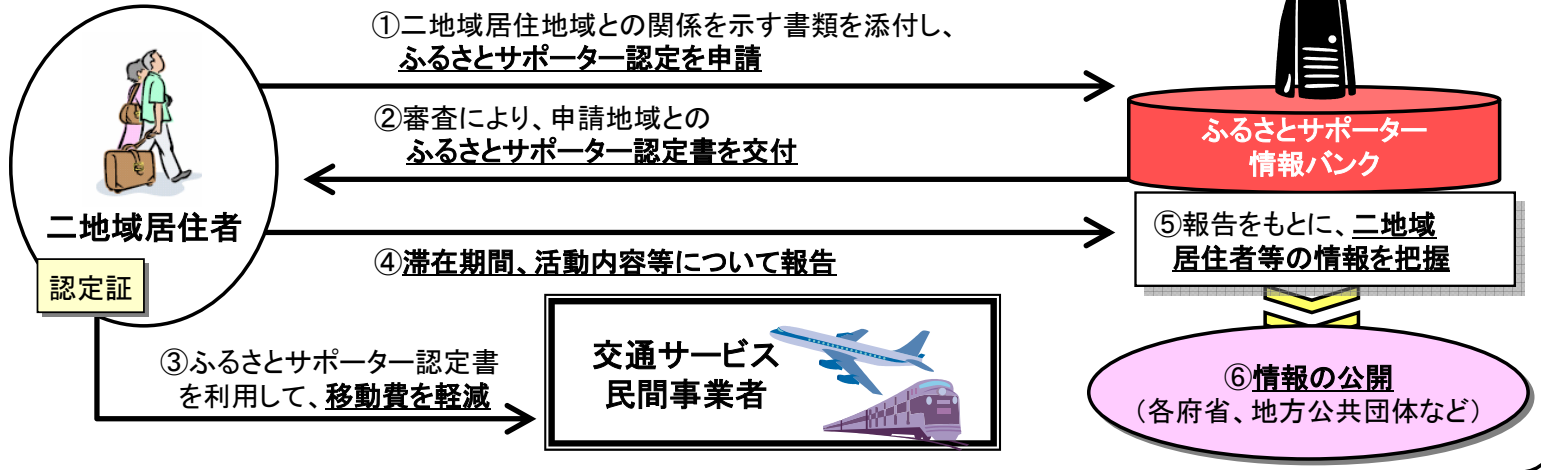 ①二地域居住地域との関係を示す書類を添付し、
ふるさとサポーター認定を申請
②審査により、申請地域との
ふるさとサポーター認定書を交付
ふるさとサポーター
情報バンク
二地域居住者
認定証
④滞在期間、活動内容等について報告
⑤報告をもとに、二地域
居住者等の情報を把握
③ふるさとサポーター認定書
を利用して、移動費を軽減
交通サービス
民間事業者
⑥情報の公開
（各府省、地方公共団体など）